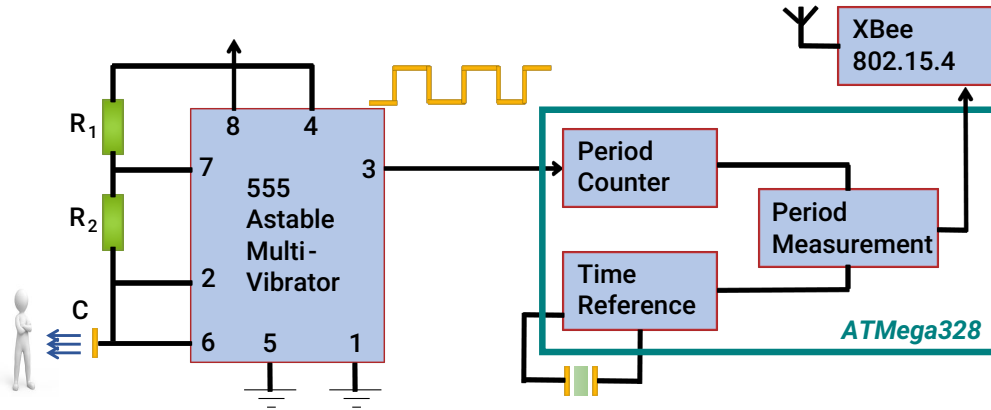 XBee
802.15.4
R1
R2
C
8
4
7
3
2
6
5
1
555
Astable
Multi-
Vibrator
Period
Counter
Period
Measurement
Time
Reference
ATMega328